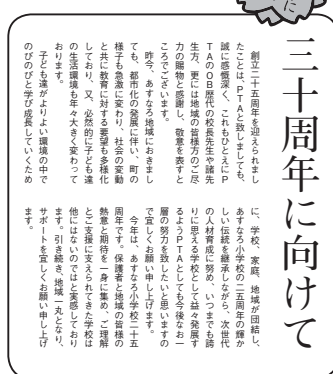 三十周年に向けて
創立二十五周年を迎えられまし
たことは、PTAと致しましても、
誠に感慨深く、これもひとえにP
TAのOB歴代の校長先生や諸先
生方、更には地域の皆様方のご尽
力の賜物と感謝し、敬意を表すと
ころでございます。
昨今、あすなろ地域におきまし
ても、都市化の発展に伴い、町の
様子も急激に変わり、社会の変動
と共に教育に対する要望も多様化
しており、又、必然的に子ども達
の生活環境も年々大きく変わって
おります。
子ども達がよりよい環境の中で
のびのびと学び成長していくため
に、学校、家庭、地域が団結し、
あすなろ小学校の二五周年の輝か
しい伝統を継承しながら、次世代
の人材育成に努め、いつまでも誇
りに思える学校として益々発展す
るようPTAとしても今後なお一
層の努力を致したいと思いますの
で宜しくお願い申し上げます。
今年は、あすなろ小学校二十五
周年です。保護者と地域の皆様の
熱意と期待を一身に集め、ご理解
とご支援に支えられてきた学校は
他にはないのではと実感しており
ます。引き続き、地域一丸となり、
サポートを宜しくお願い申し上げ
ます。